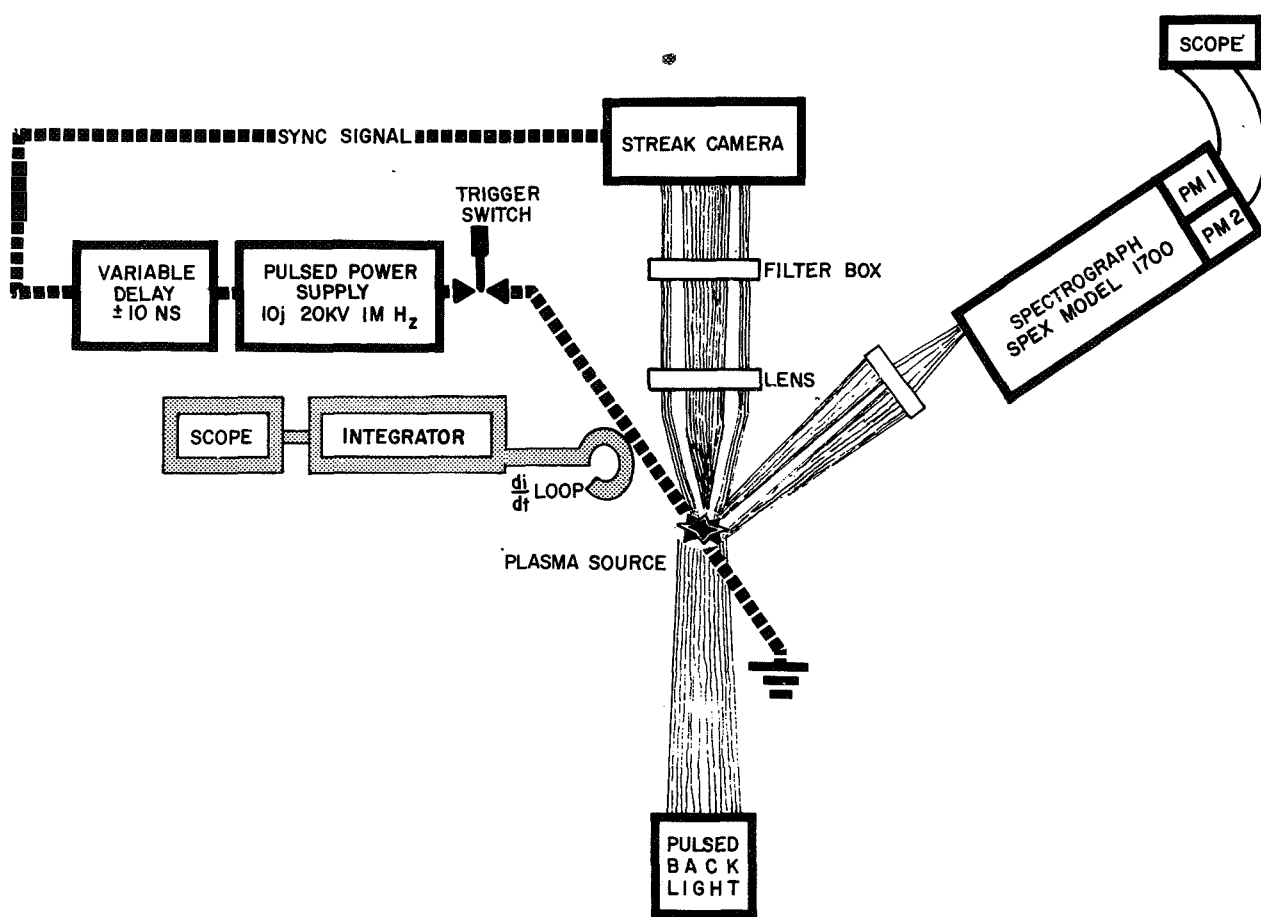 SCOPE
STREAK CAMERA
SYNC SIGNAL
TRIGGER
SWITCH
PM 1
PM 2
SPECTROGRAPH
SPEX MODEL 1700
VARIABLE
DELAY
± 10 NS
PULSED POWER
SUPPLY
10j 20KV 1M Hz
FILTER BOX
LENS
SCOPE
INTEGRATOR
di/dt LOOP
PLASMA SOURCE
PULSED
BACK
LIGHT